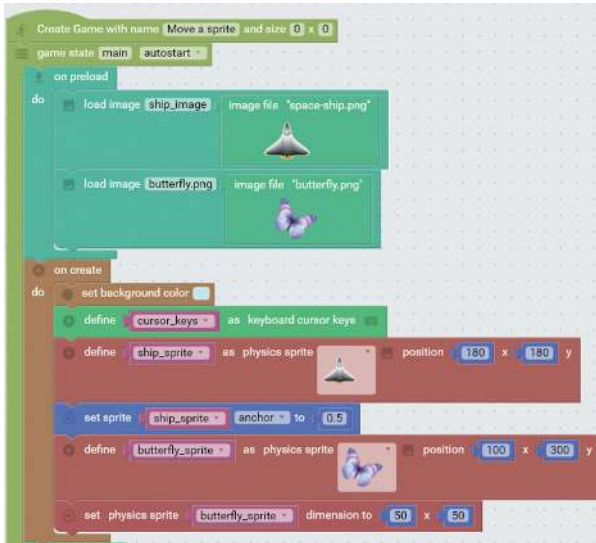 Create Game with name Move a sprite and size 0 x 0
game state main autostart
on preload
do load image ship_image image file "space-ship.png"
load image butterfly.png image file "butterfly.png"
on create
do set background color
define cursor_keys as keyboard cursor keys
define ship_sprite as physics sprite position 180 x 180 y
set sprite ship_sprite anchor to 0.5
define butterfly_sprite as physics sprite position 100 x 300 y
set physics sprite butterfly_sprite dimension to 50 x 50